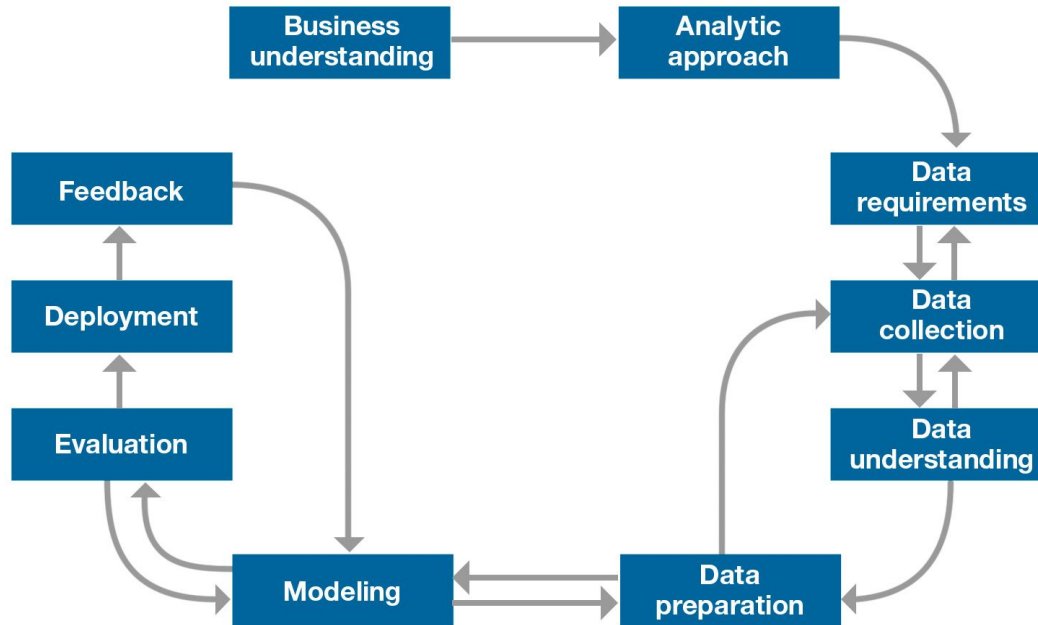 Business
understanding
Analytic
approach
Data
requirements
Data
collection
Data
understanding
Data
preparation
Modeling
Evaluation
Deployment
Feedback